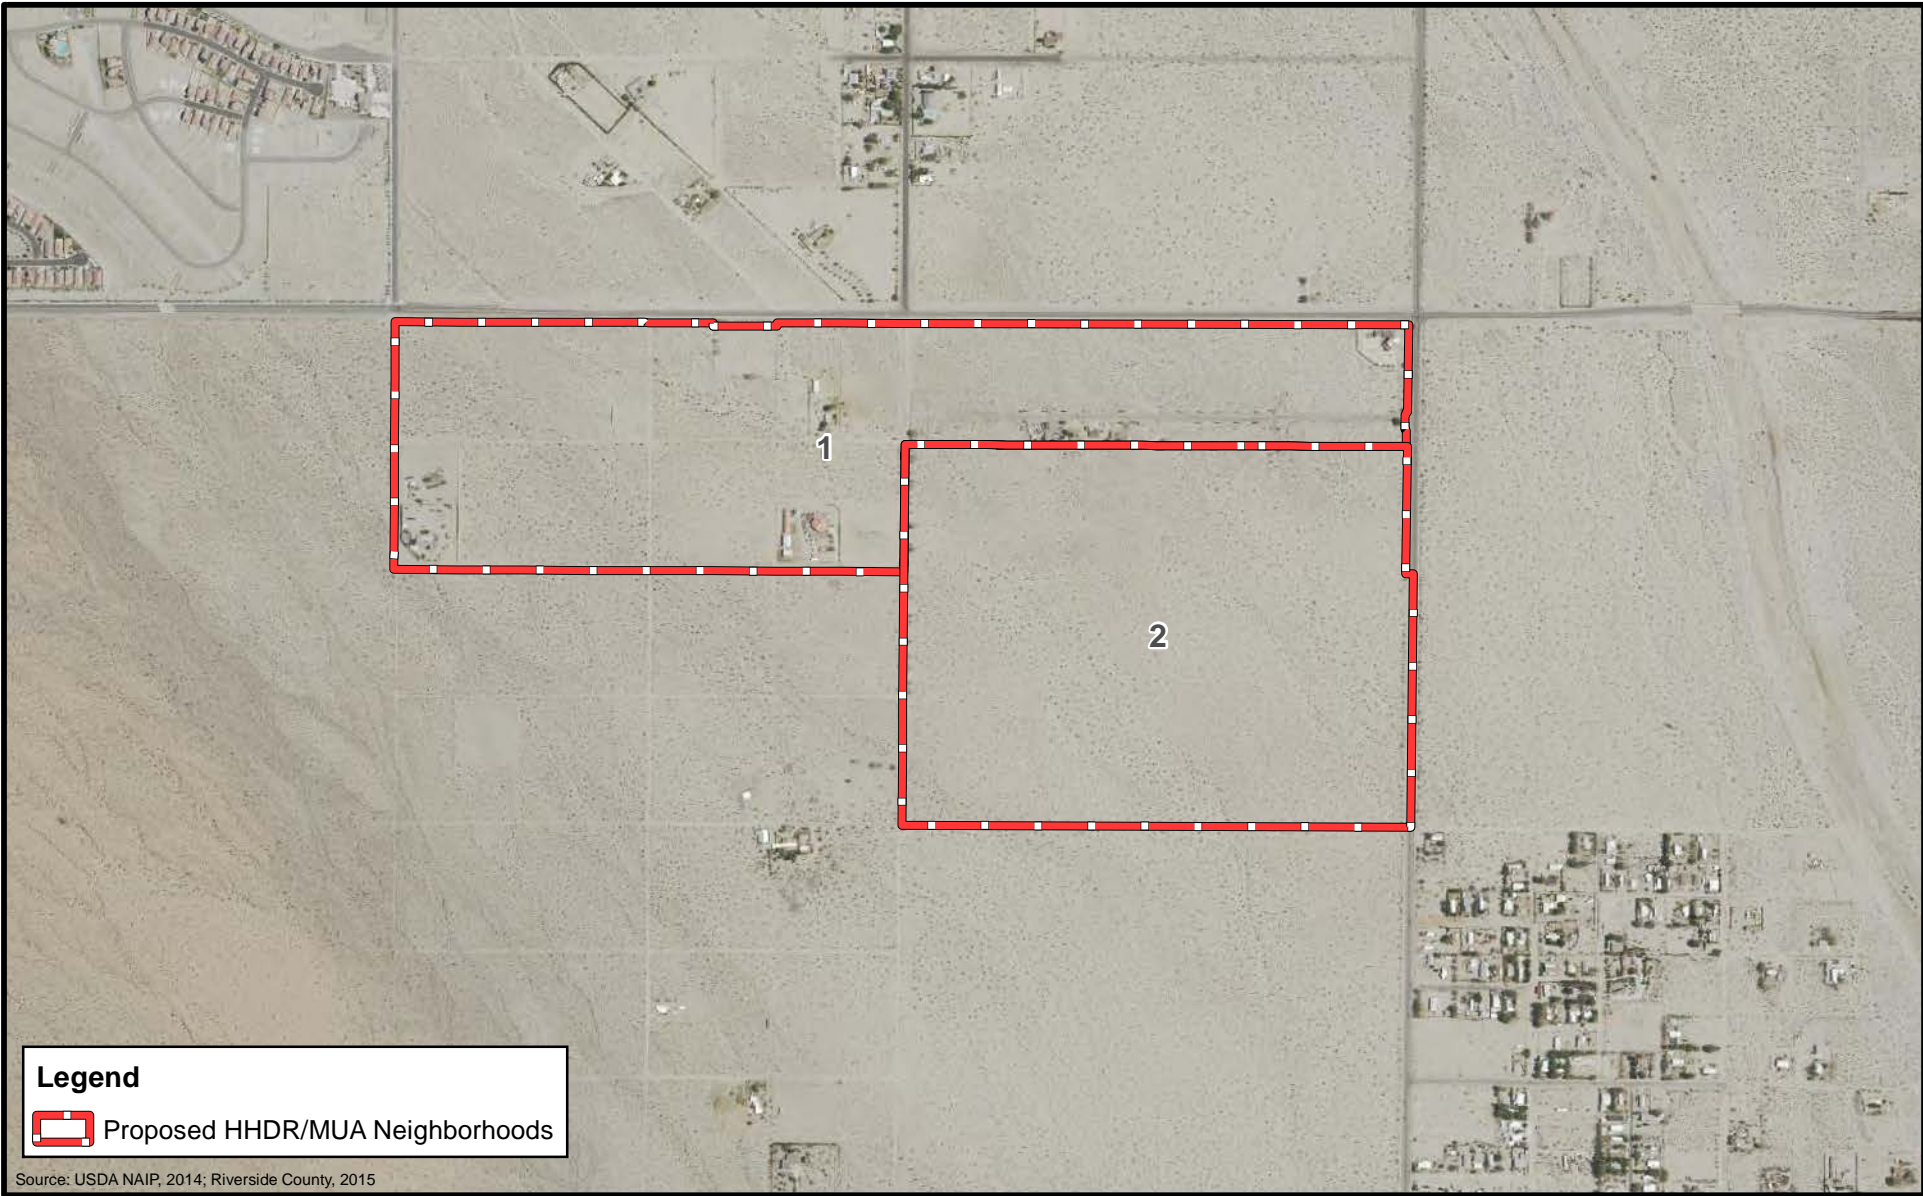 1
2
Legend
Proposed HHDR/MUA Neighborhoods
Source: USDA NAIP, 2014; Riverside County, 2015